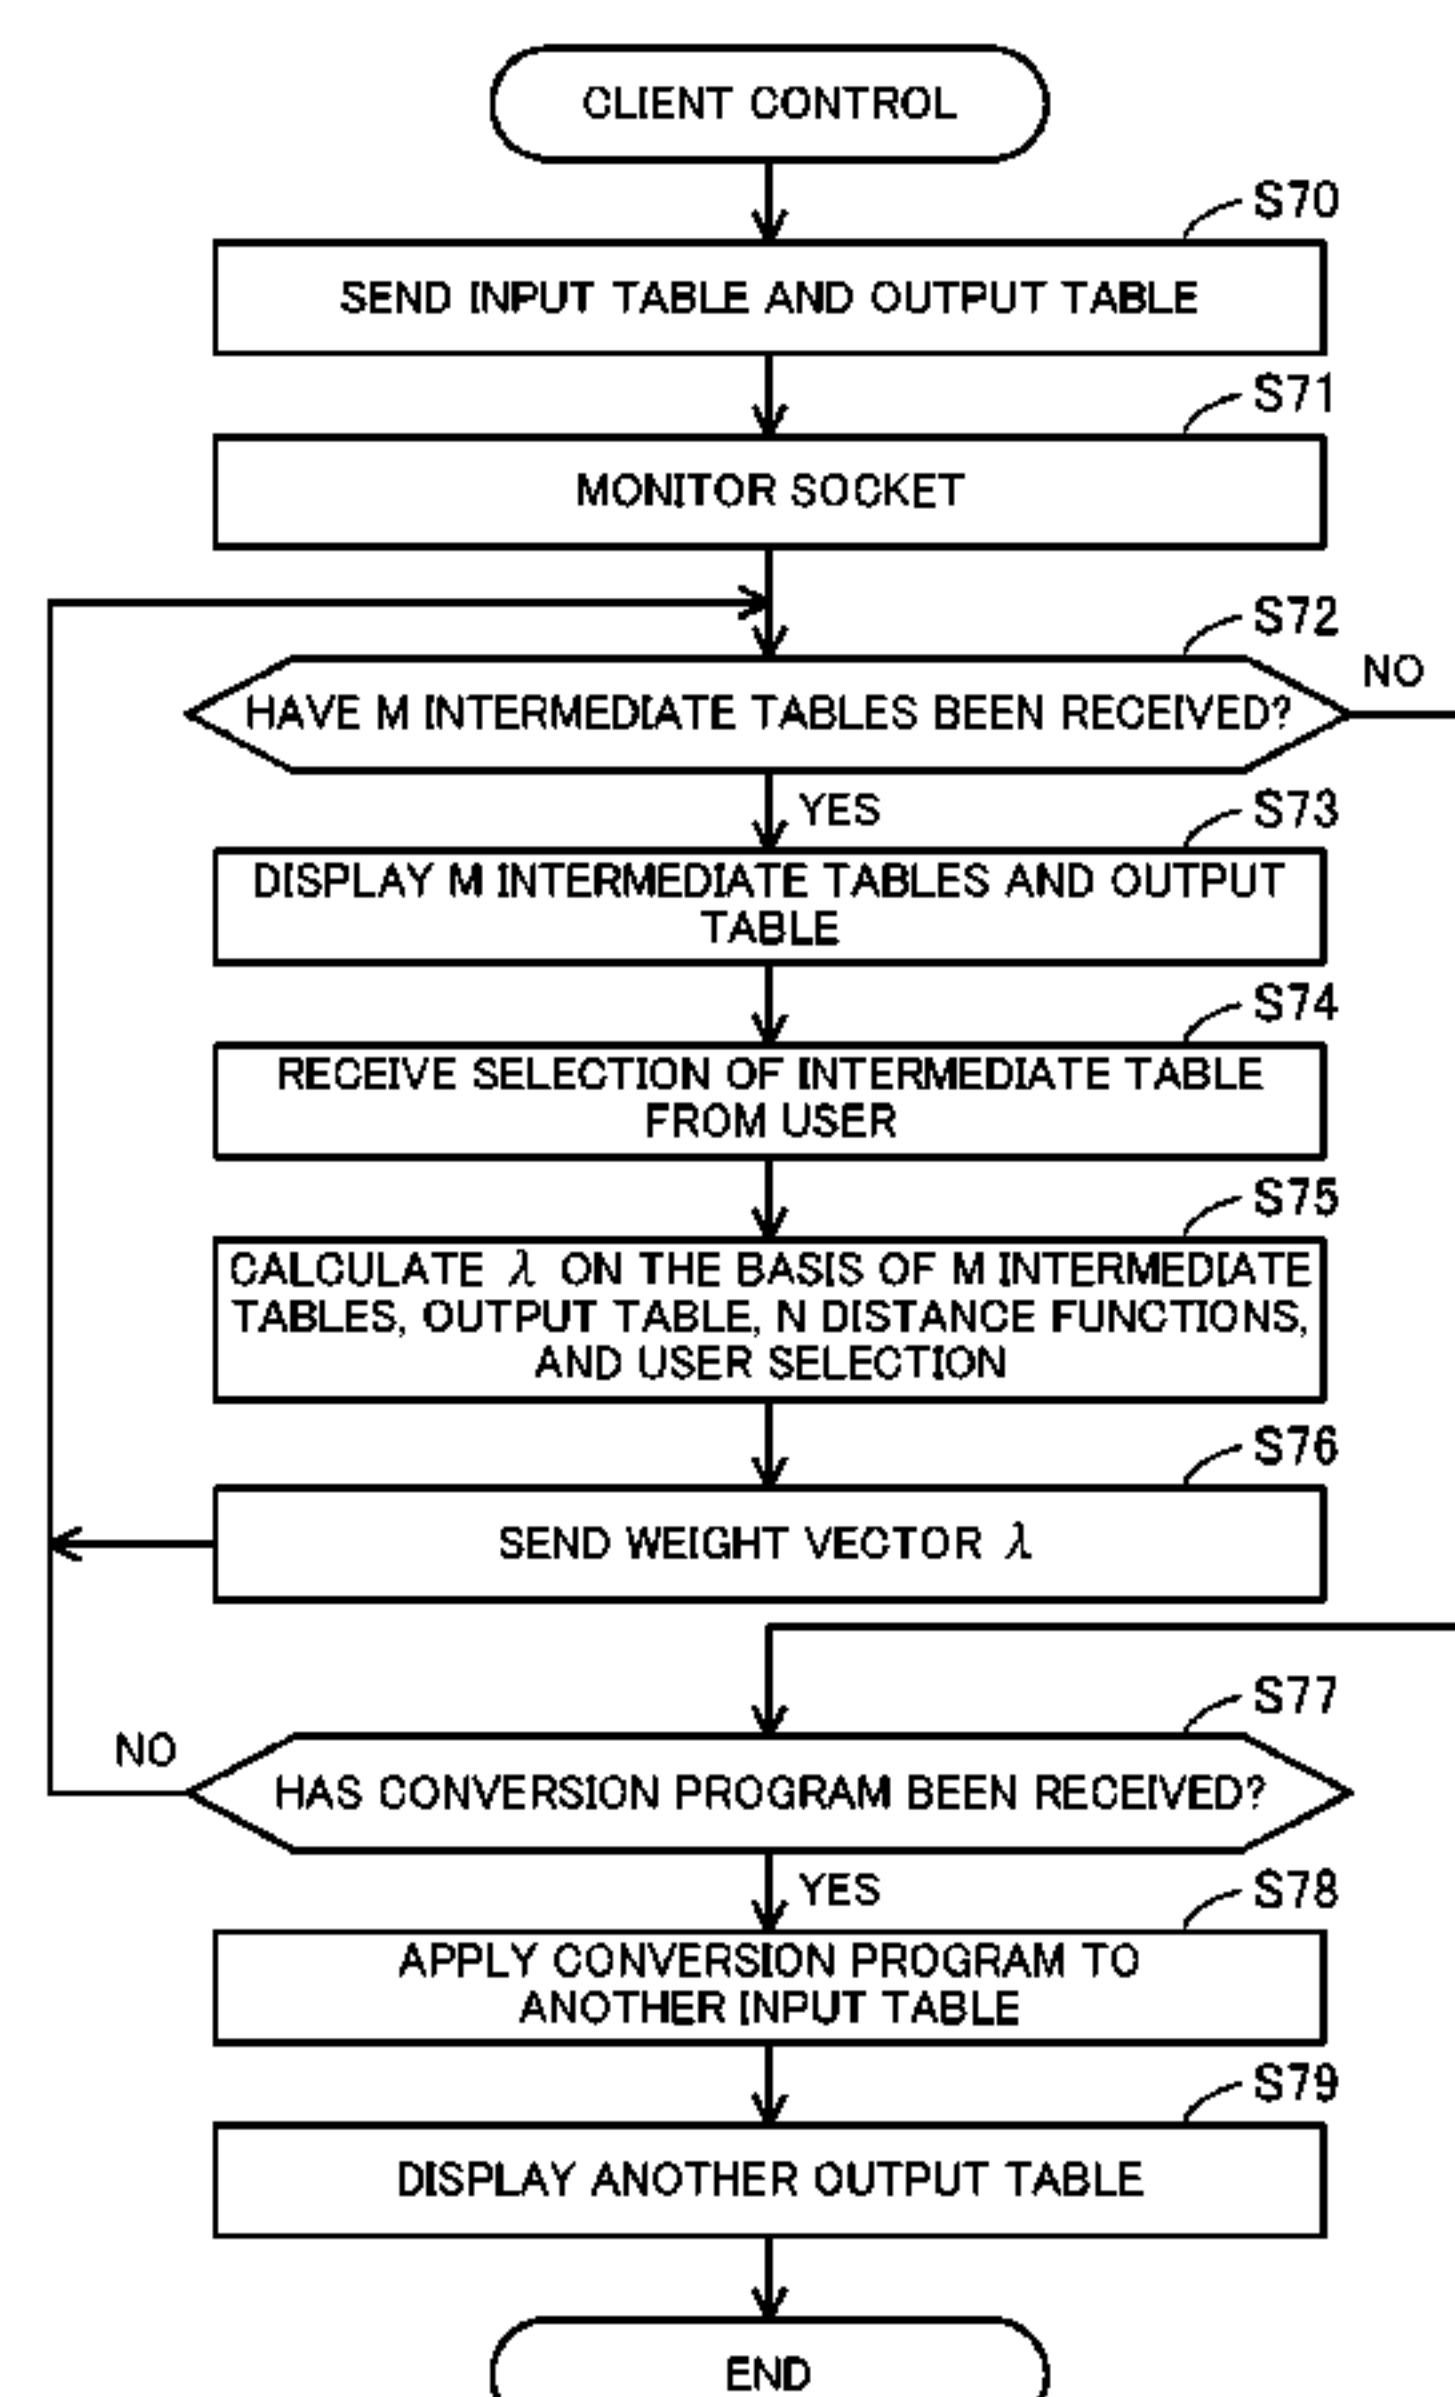 CLIENT CONTROL
S70
SEND INPUT TABLE AND OUTPUT TABLE
S71
MONITOR SOCKET
S72
NO
HAVE M INTERMEDIATE TABLES BEEN RECEIVED?
YES
S73
DISPLAY M INTERMEDIATE TABLES AND OUTPUT
TABLE
S74
RECEIVE SELECTION OF INTERMEDIATE TABLE
FROM USER
S75
CALCULATE λ ON THE BASIS OF M INTERMEDIATE
TABLES, OUTPUT TABLE, N DISTANCE FUNCTIONS,
AND USER SELECTION
S76
SEND WEIGHT VECTOR λ
S77
NO
HAS CONVERSION PROGRAM BEEN RECEIVED?
YES
S78
APPLY CONVERSION PROGRAM TO
ANOTHER INPUT TABLE
S79
DISPLAY ANOTHER OUTPUT TABLE
END